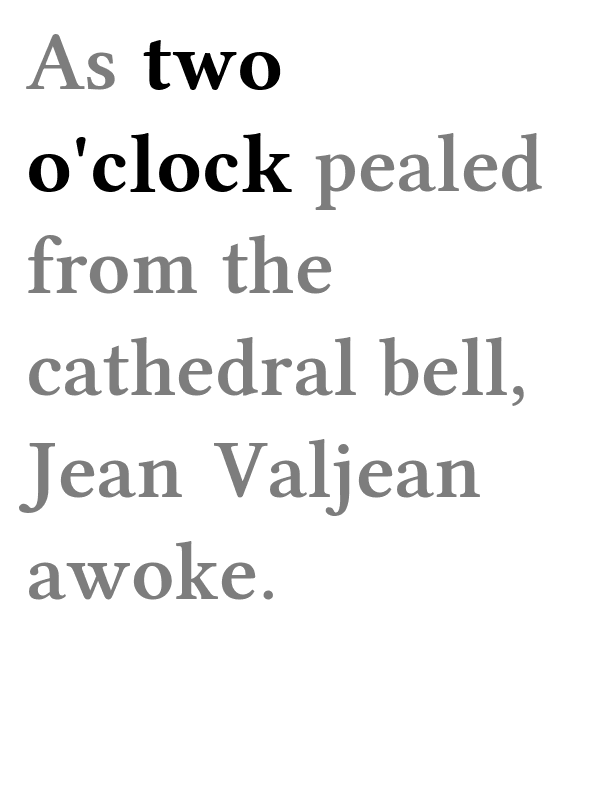 As two
o'clock pealed
from the
cathedral bell,
Jean Valjean
awoke.